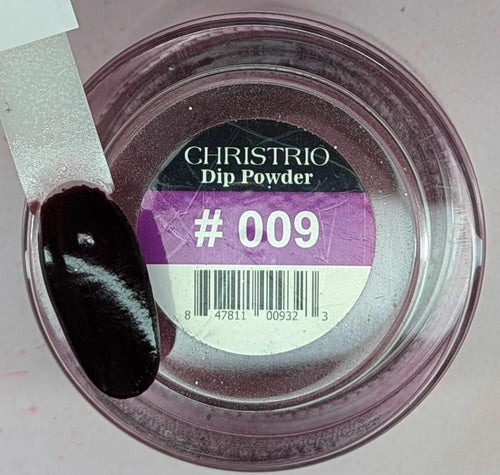 CHRISTRIO
Dip Powder
# 009
8 47811 00932 3